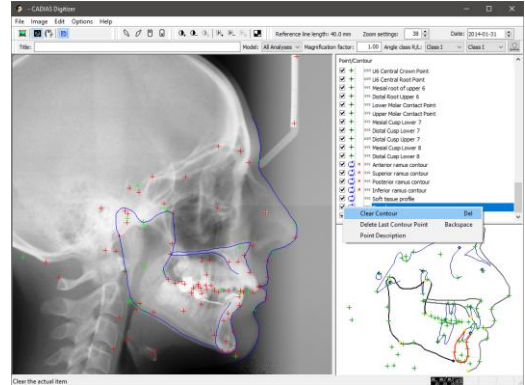 - CADIAS Digitizer
File Image Edit Options Help
Reference line length: 40.0 mm Zoom settings: 38 Date: 2014-01-31
Title: Model: All Analyses Magnification factor: 1.00 Angle class R/L: Class I Class I
Point/Contour
U6 Central Crown Point
U6 Central Root Point
Mesial root of upper 6
Distal Root Upper 6
Lower Molar Contact Point
Upper Molar Contact Point
Mesial Cusp Lower 7
Distal Cusp Lower 7
Mesial Cusp Lower 8
Distal Cusp Lower 8
Anterior ramus contour
Superior ramus contour
Posterior ramus contour
Inferior ramus contour
Soft tissue profile
Clear Contour Del
Delete Last Contour Point Backspace
Point Description
Clear the actual item